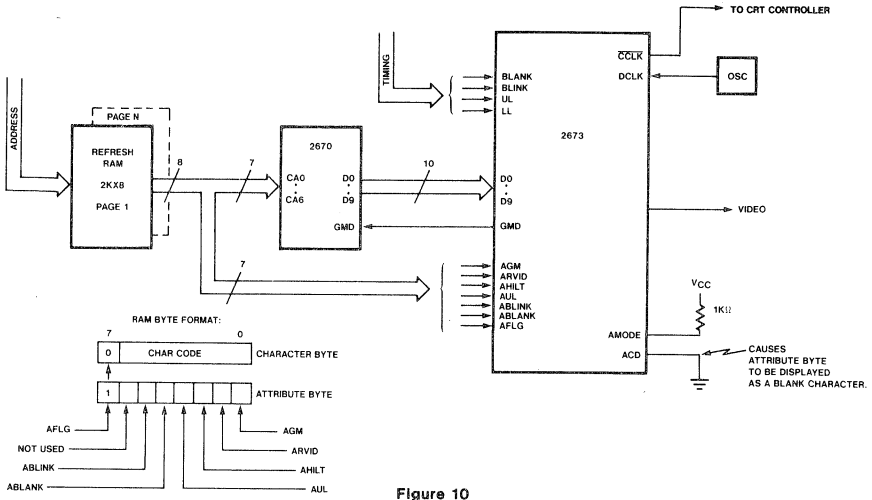 TO CRT CONTROLLER
ADDRESS
PAGE N
REFRESH
RAM
2KX8
PAGE 1
8
7
2670
CA0
CA6
D0
D9
GMD
10
7
TIMING
BLANK
BLINK
UL
LL
D0
D9
GMD
AGM
ARVID
AHILT
AUL
ABLINK
ABLANK
AFLG
2673
CCLK
DCLK
OSC
VIDEO
VCC
1KΩ
AMODE
ACD
CAUSES
ATTRIBUTE BYTE
TO BE DISPLAYED
AS A BLANK CHARACTER.
RAM BYTE FORMAT:
7 0
0 CHAR CODE CHARACTER BYTE
1 ATTRIBUTE BYTE
AFLG
NOT USED
ABLINK
ABLANK
AGM
ARVID
AHILT
AUL
Figure 10